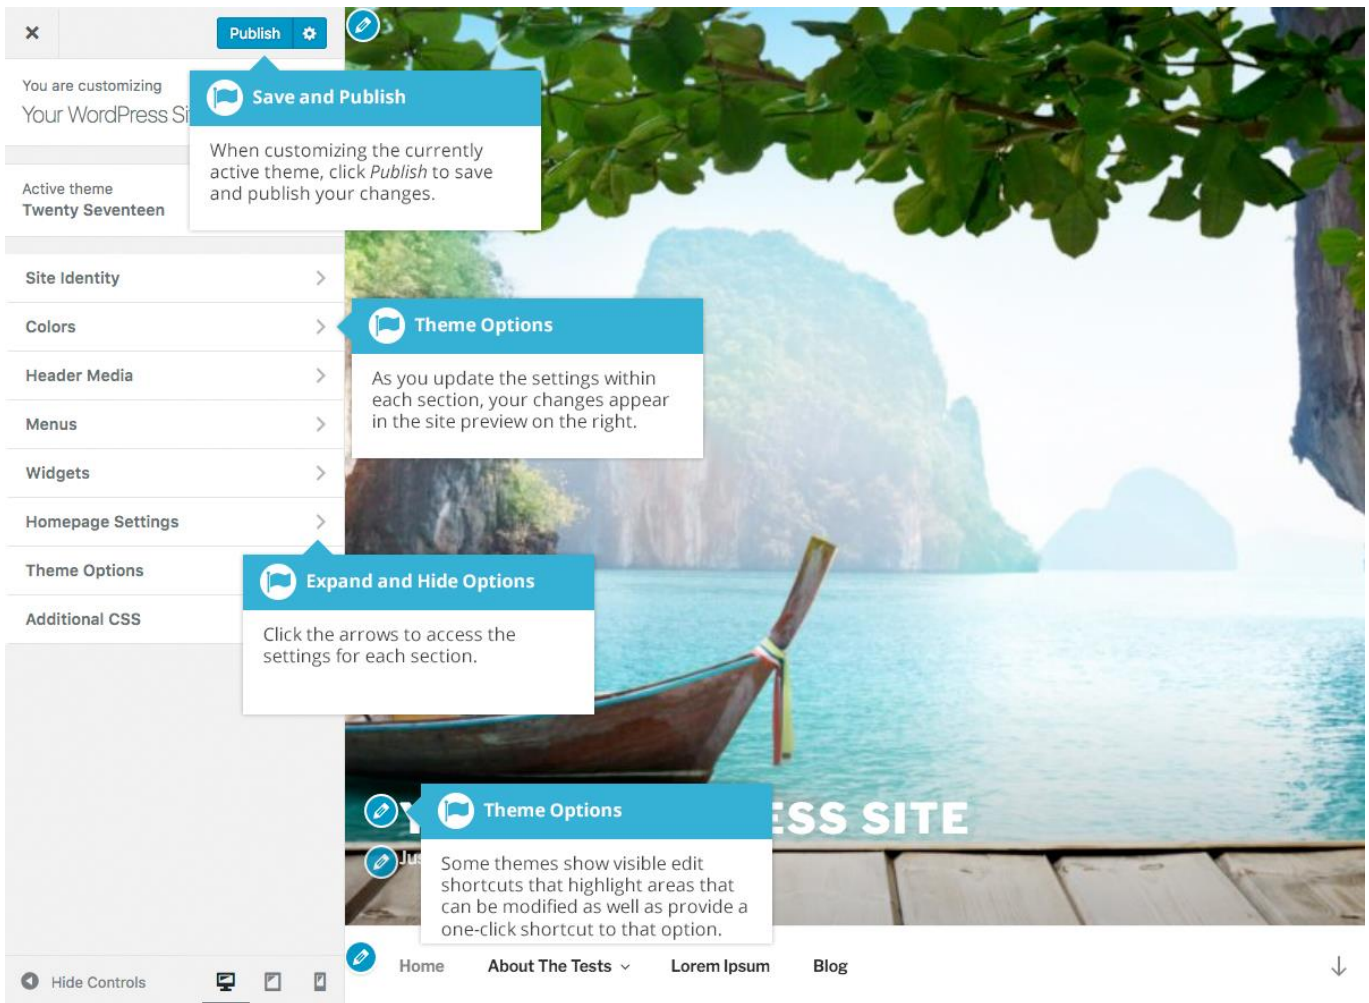 Publish
You are customizing
Your WordPress Si
Save and Publish
When customizing the currently
active theme, click Publish to save
and publish your changes.
Active theme
Twenty Seventeen
Site Identity
Colors
Header Media
Menus
Widgets
Homepage Settings
Theme Options
Additional CSS
Theme Options
As you update the settings within
each section, your changes appear
in the site preview on the right.
Expand and Hide Options
Click the arrows to access the
settings for each section.
Theme Options
Some themes show visible edit
shortcuts that highlight areas that
can be modified as well as provide a
one-click shortcut to that option.
ESS SITE
Hide Controls
Home About The Tests Lorem Ipsum Blog